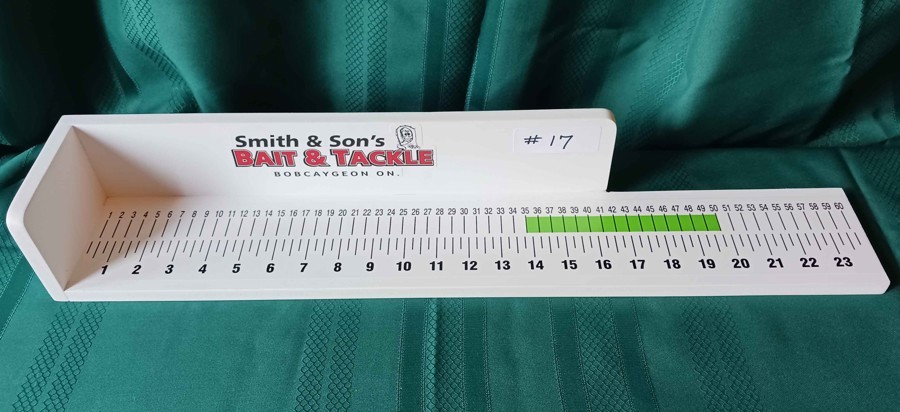 Smith & Son's
BAIT & TACKLE
BOBCAYGEON ON.
# 17
1 2 3 4 5 6 7 8 9 10 11 12 13 14 15 16 17 18 19 20 21 22 23 24 25 26 27 28 29 30 31 32 33 34 35 36 37 38 39 40 41 42 43 44 45 46 47 48 49 50 51 52 53 54 55 56 57 58 59 60
1 2 3 4 5 6 7 8 9 10 11 12 13 14 15 16 17 18 19 20 21 22 23